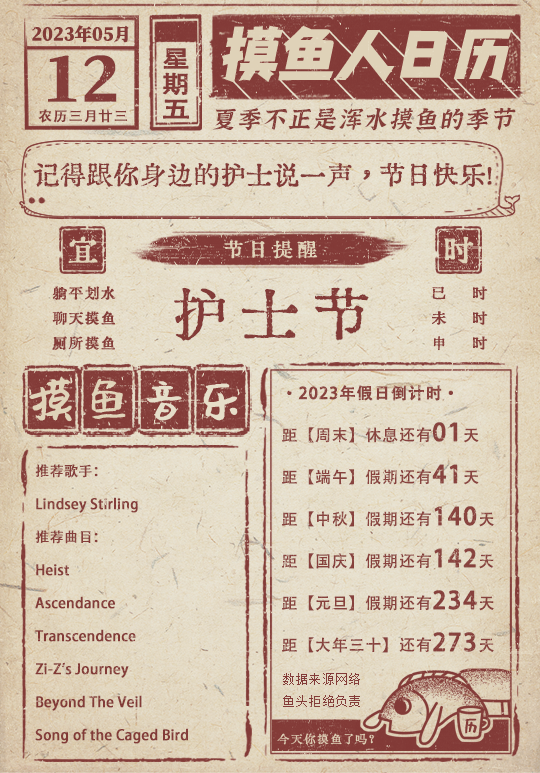 2023年05月
12
农历三月廿三
星期五
摸鱼人日历
夏季不正是浑水摸鱼的季节
记得跟你身边的护士说一声，节日快乐!
宜
躺平划水
聊天摸鱼
厕所摸鱼
节日提醒
护士节
时
巳 时
未 时
申 时
摸鱼音乐
推荐歌手：
Lindsey Stirling
推荐曲目：
Heist
Ascendance
Transcendence
Zi-Z's Journey
Beyond The Veil
Song of the Caged Bird
·2023年假日倒计时·
距【周末】休息还有01天
距【端午】假期还有41天
距【中秋】假期还有140天
距【国庆】假期还有142天
距【元旦】假期还有234天
距【大年三十】还有273天
数据来源网络
鱼头拒绝负责
历
今天你摸鱼了吗？